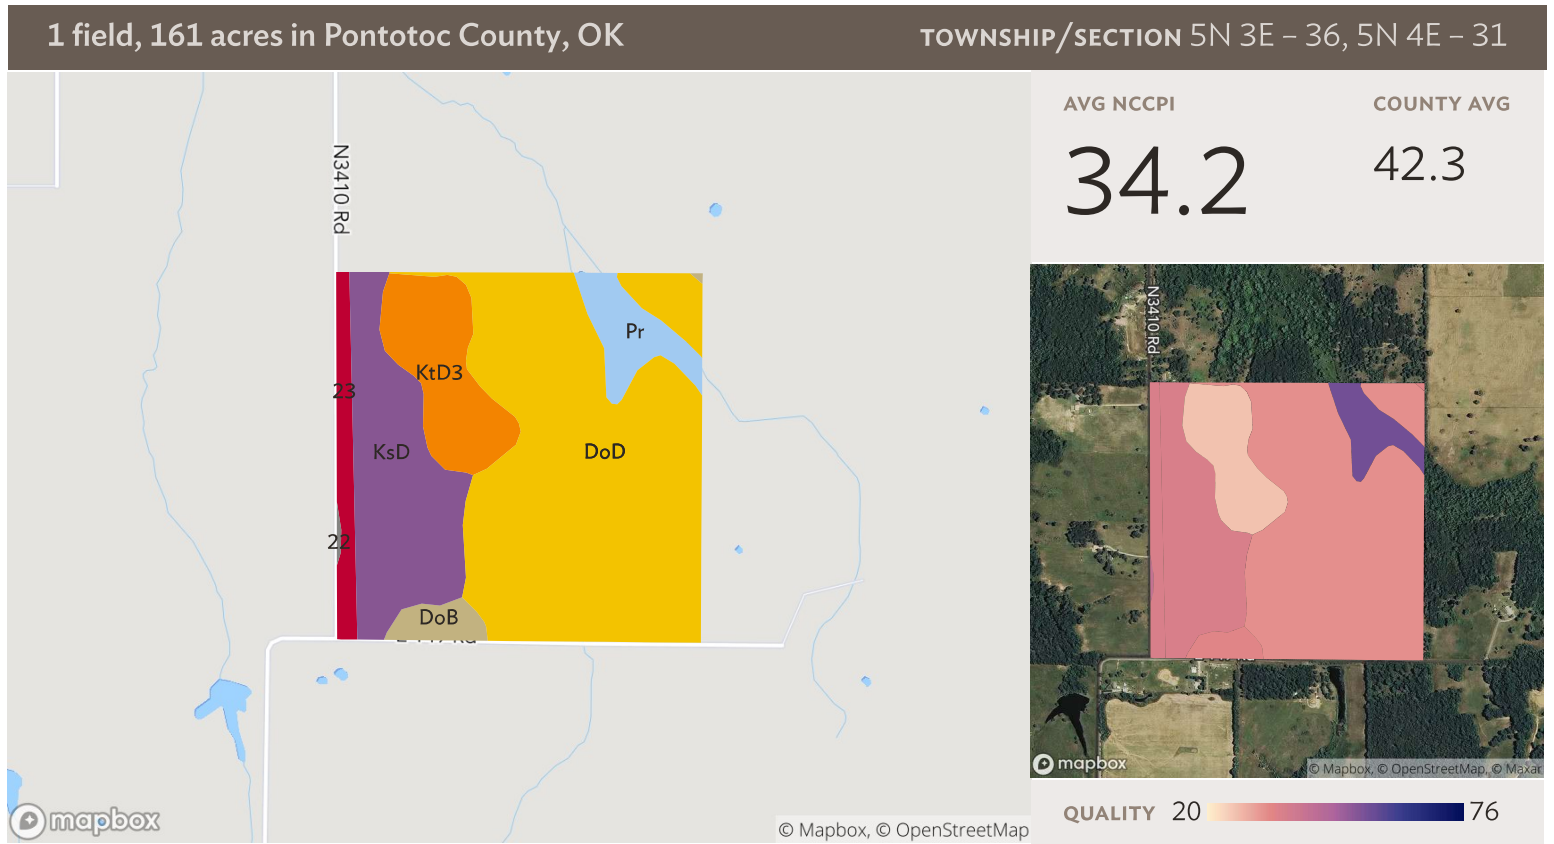 1 field, 161 acres in Pontotoc County, OK
TOWNSHIP/SECTION 5N 3E – 36, 5N 4E – 31
N3410 Rd
Pr
KtD3
23
KsD
DoD
22
DoB
mapbox
© Mapbox, © OpenStreetMap
AVG NCCPI
COUNTY AVG
34.2
42.3
N3410 Rd
mapbox
© Mapbox, © OpenStreetMap, © Maxar
QUALITY 20 76